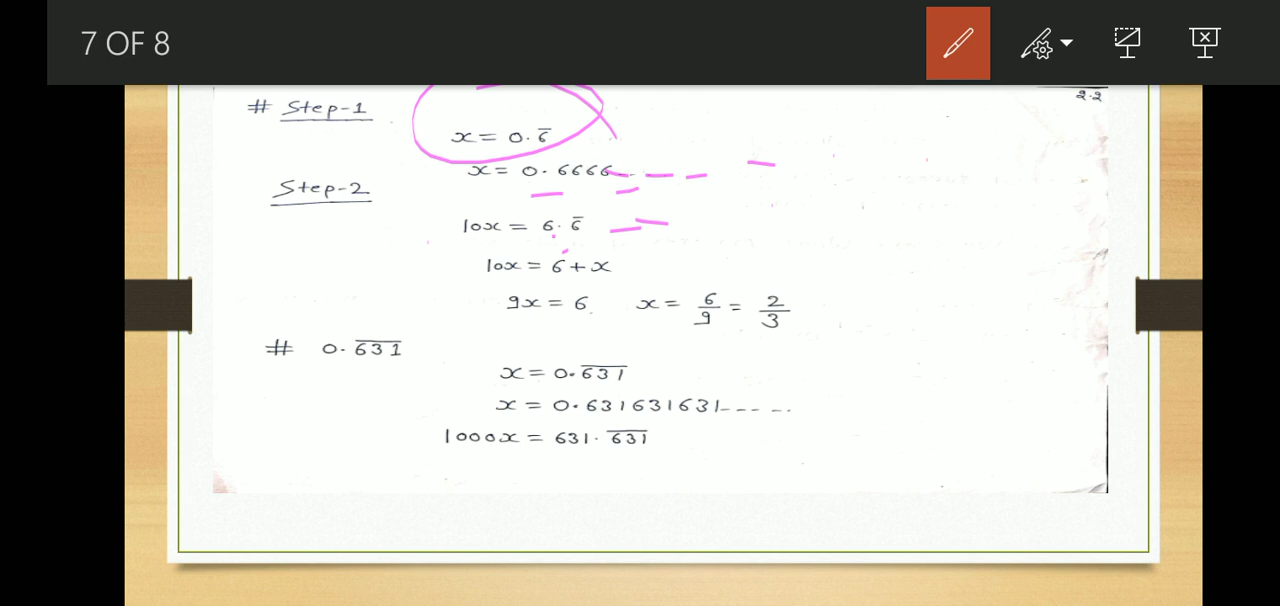 7 OF 8
2.2
# Step-1
x = 0.6̅
x = 0.6666...
Step-2
10x = 6.6̅
10x = 6 + x
9x = 6 x = 6/9 = 2/3
# 0.6̅3̅1̅
x = 0.6̅3̅1̅
x = 0.631631631------
1000x = 631.6̅3̅1̅